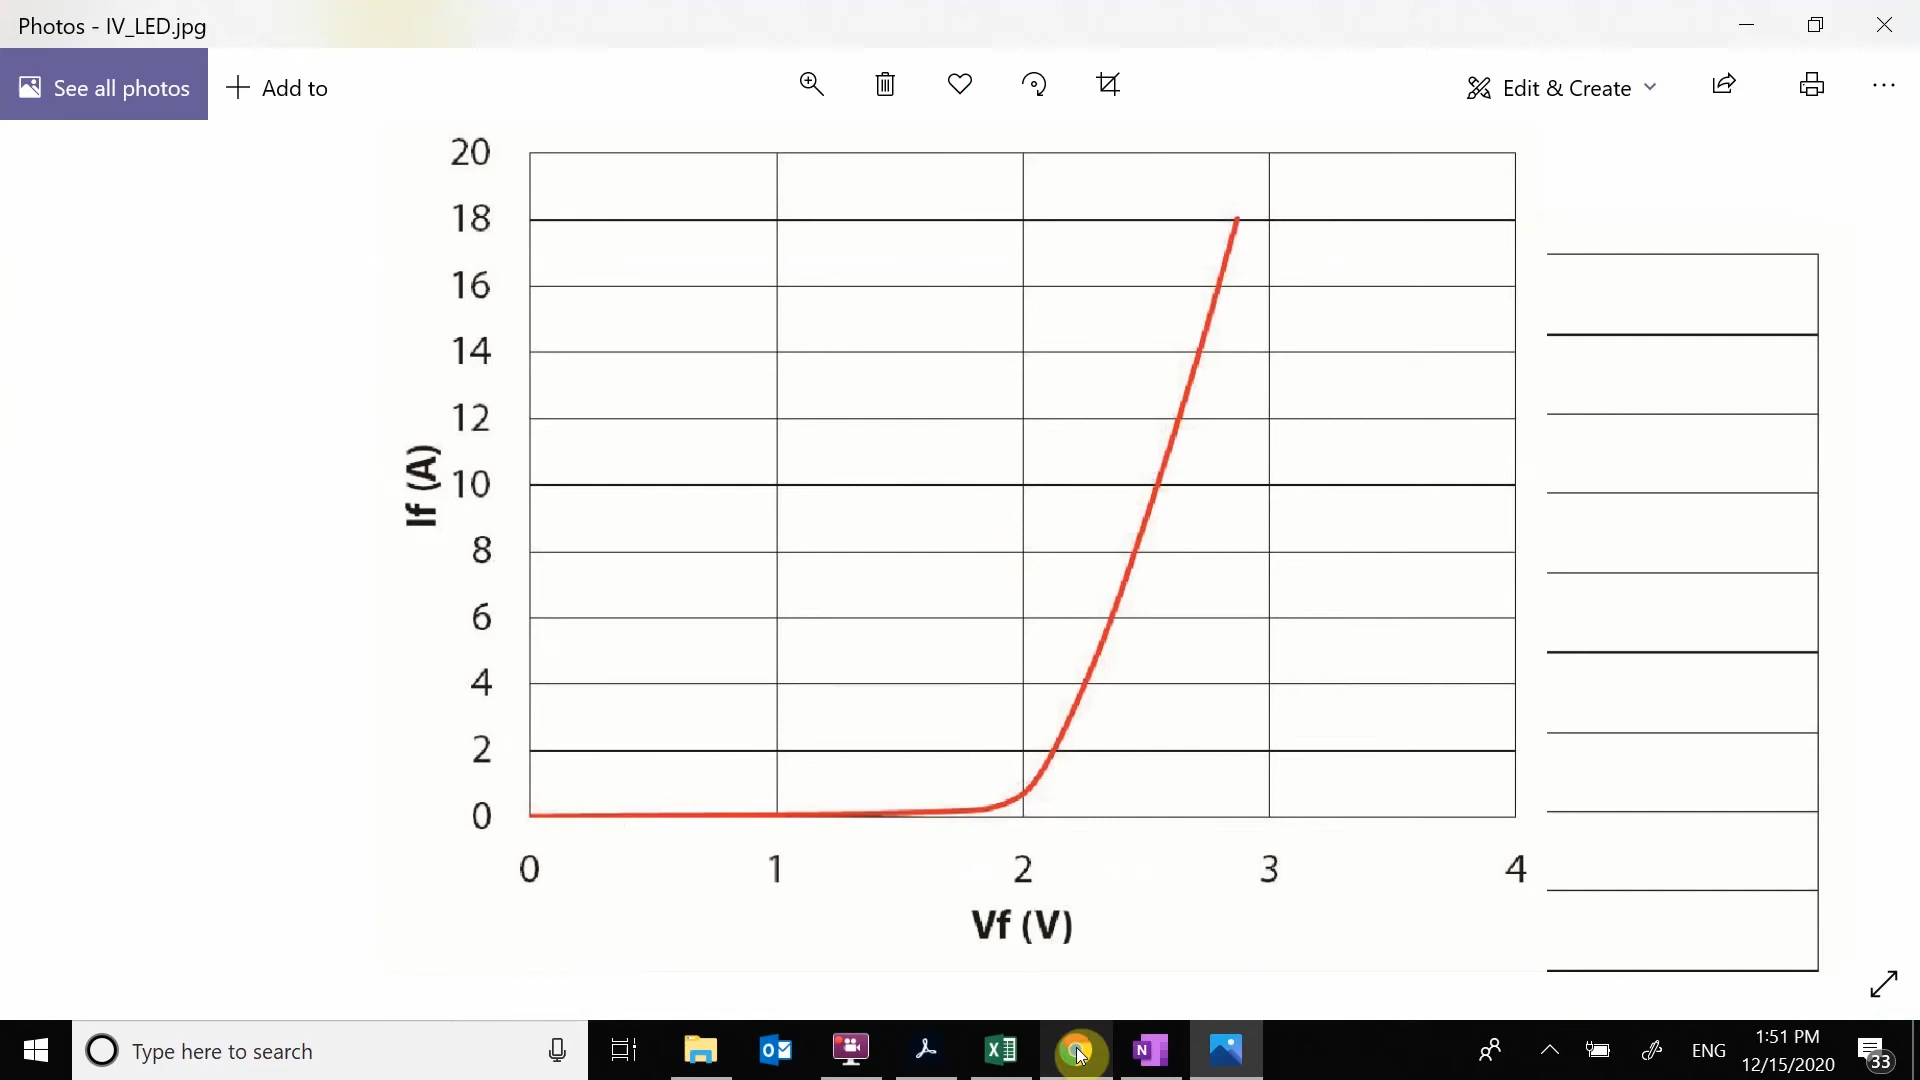 Photos - IV_LED.jpg
See all photos
Add to
Edit & Create
20
18
16
14
12
10
8
6
4
2
0
If (A)
0 1 2 3 4
Vf (V)
Type here to search
ENG
1:51 PM
12/15/2020
33